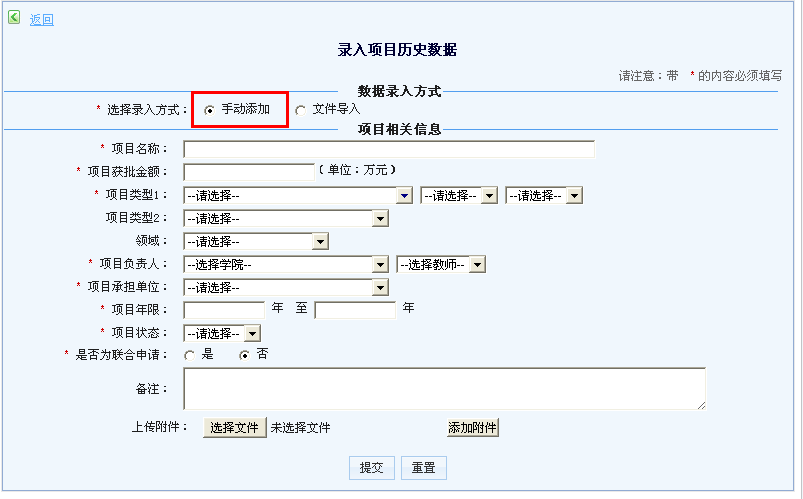 返回
录入项目历史数据
请注意：带 *的内容必须填写
数据录入方式
* 选择录入方式： 手动添加 文件导入
项目相关信息
* 项目名称：
* 项目获批金额： （单位：万元）
* 项目类型1： --请选择-- --请选择-- --请选择--
项目类型2： --请选择--
领域： --请选择--
* 项目负责人： --选择学院-- --选择教师--
* 项目承担单位： --请选择--
* 项目年限： 年 至 年
* 项目状态： --请选择--
* 是否为联合申请： 是 否
备注：
上传附件： 选择文件 未选择文件 添加附件
提交 重置